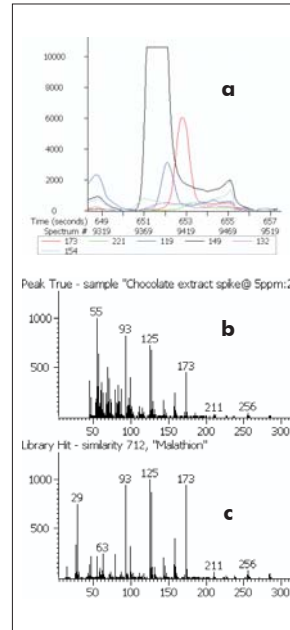 a
10000
8000
6000
4000
2000
0
Time (seconds) 649 651 653 655 657
Spectrum # 9319 9369 9419 9469 9519
173 221 119 149 132
154
Peak True - sample "Chocolate extract spike@ 5ppm:2
b
1000
500
55
93
125
173
211
256
50 100 150 200 250 300
Library Hit - similarity 712, "Malathion"
c
1000
500
29
63
93
125
173
211
256
50 100 150 200 250 300